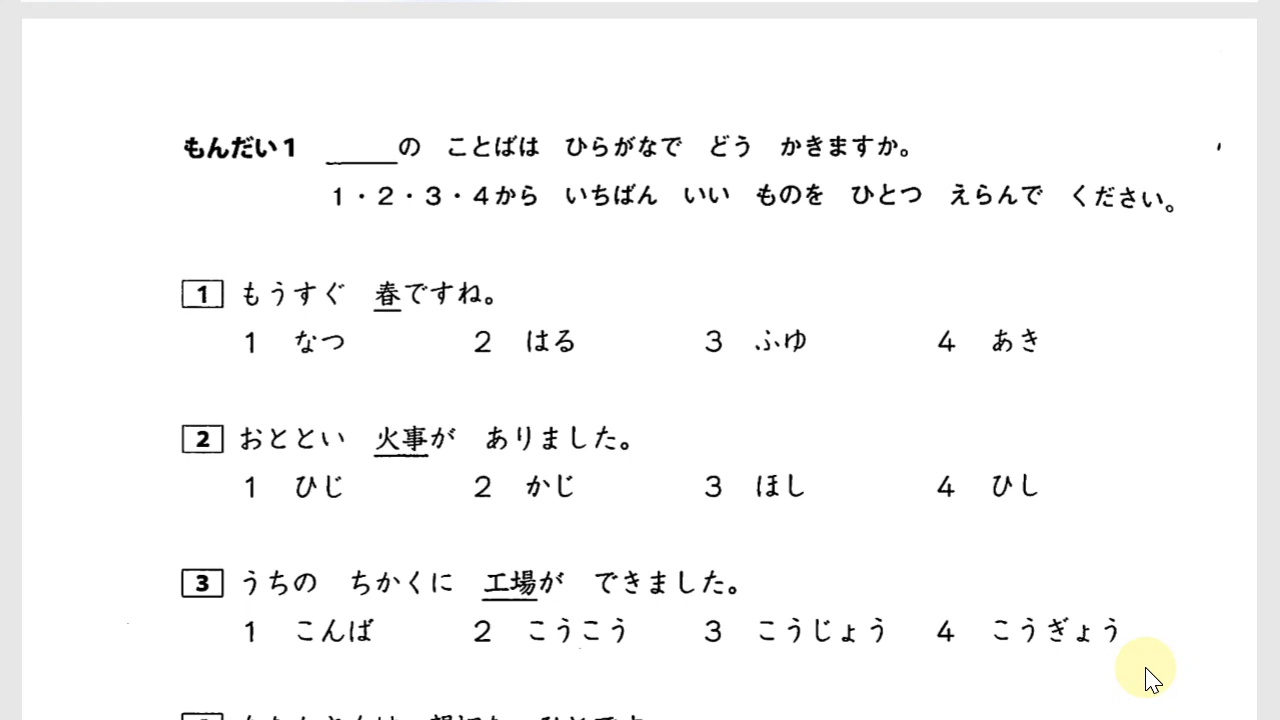 もんだい1 _____の ことばは ひらがなで どう かきますか。
1・2・3・4から いちばん いい ものを ひとつ えらんで ください。
1 もうすぐ 春ですね。
1 なつ 2 はる 3 ふゆ 4 あき
2 おととい 火事が ありました。
1 ひじ 2 かじ 3 ほし 4 ひし
3 うちの ちかくに 工場が できました。
1 こんば 2 こうこう 3 こうじょう 4 こうぎょう